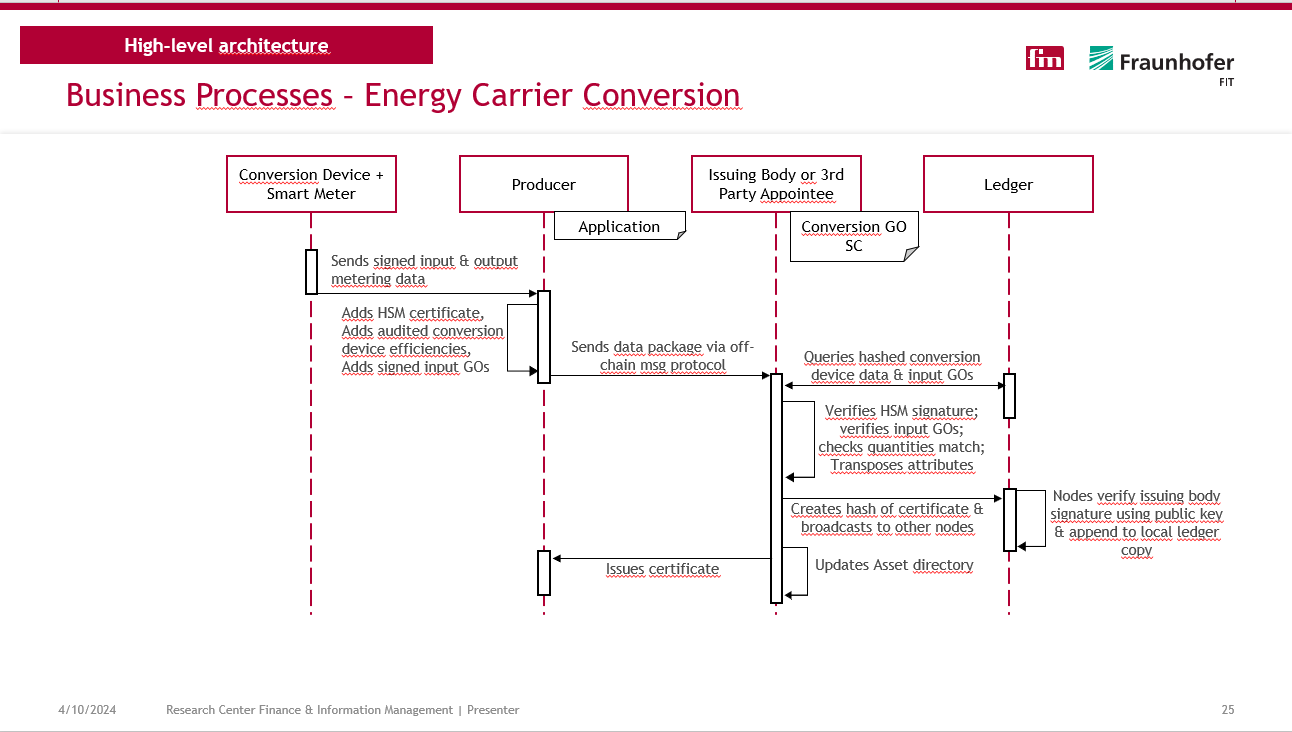 High-level architecture
fim
Fraunhofer
FIT
Business Processes – Energy Carrier Conversion
Conversion Device +
Smart Meter
Producer
Issuing Body or 3rd
Party Appointee
Ledger
Application
Conversion GO
SC
Sends signed input & output
metering data
Adds HSM certificate,
Adds audited conversion
device efficiencies,
Adds signed input GOs
Sends data package via off-
chain msg protocol
Queries hashed conversion
device data & input GOs
Verifies HSM signature;
verifies input GOs;
checks quantities match;
Transposes attributes
Creates hash of certificate &
broadcasts to other nodes
Nodes verify issuing body
signature using public key
& append to local ledger
copy
Issues certificate
Updates Asset directory
4/10/2024
Research Center Finance & Information Management | Presenter
25